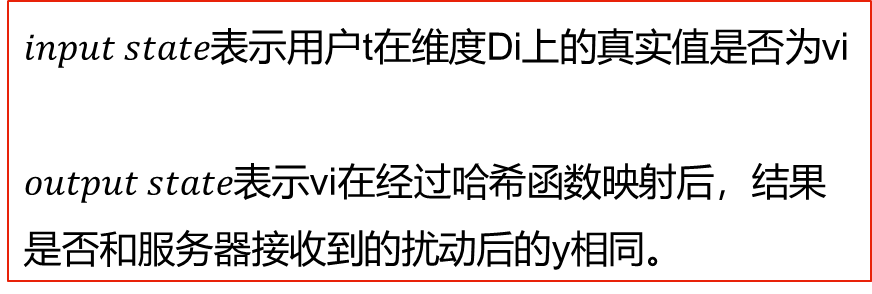 input state表示用户t在维度Di上的真实值是否为vi
output state表示vi在经过哈希函数映射后，结果
是否和服务器接收到的扰动后的y相同。